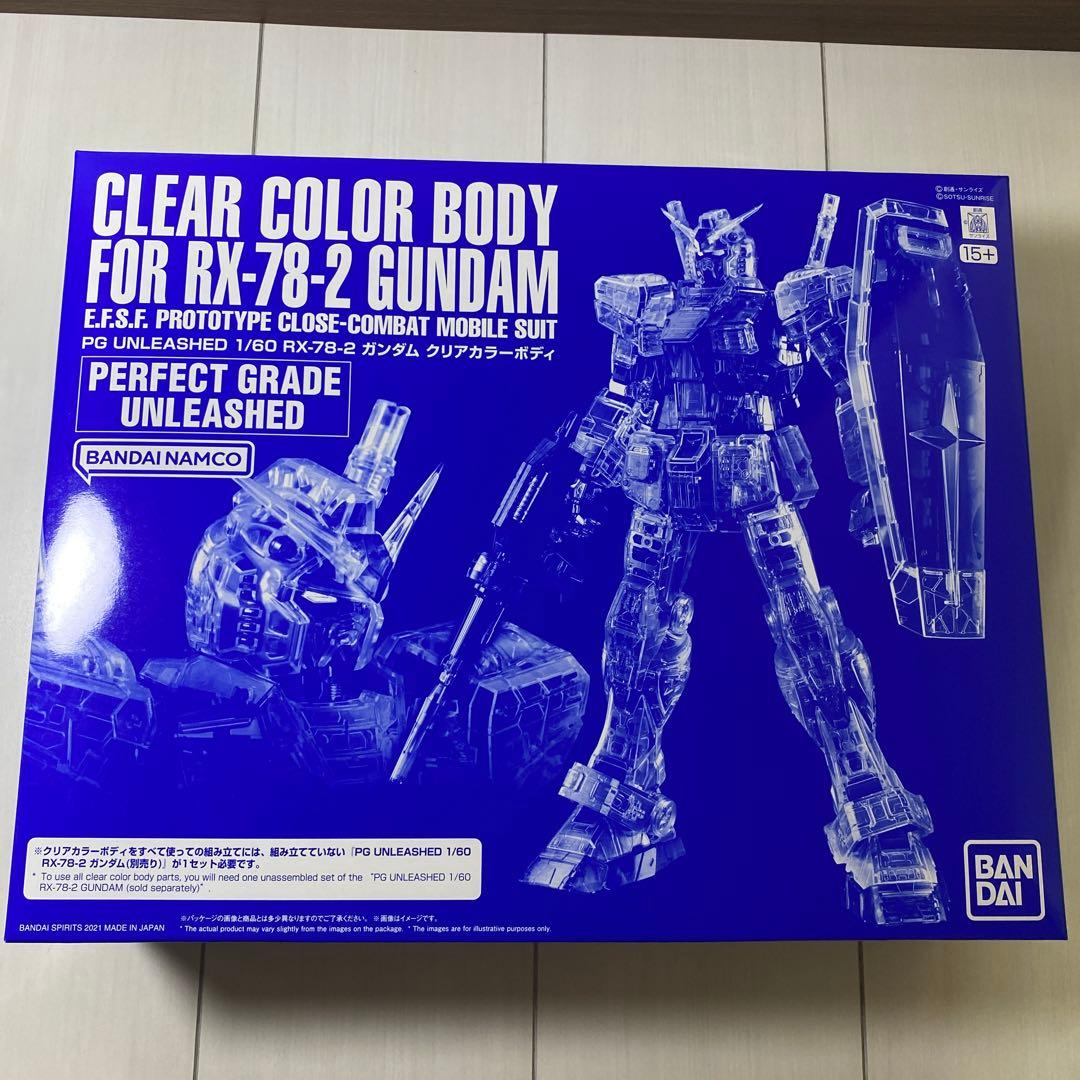 CLEAR COLOR BODY
FOR RX-78-2 GUNDAM
E.F.S.F. PROTOTYPE CLOSE-COMBAT MOBILE SUIT
PG UNLEASHED 1/60 RX-78-2 ガンダム クリアカラーボディ
PERFECT GRADE
UNLEASHED
BANDAI NAMCO
©創通・サンライズ
©SOTSU・SUNRISE
創通
サンライズ
15+
※クリアカラーボディをすべて使っての組み立てには、組み立てていない『PG UNLEASHED 1/60
RX-78-2 ガンダム(別売り)』が1セット必要です。
* To use all clear color body parts, you will need one unassembled set of the “PG UNLEASHED 1/60
RX-78-2 GUNDAM (sold separately)”.
BAN
DAI
※パッケージの画像と商品とは多少異なりますのでご了承ください。 ※画像はイメージです。
BANDAI SPIRITS 2021 MADE IN JAPAN
* The actual product may vary slightly from the images on the package. * The images are for illustrative purposes only.